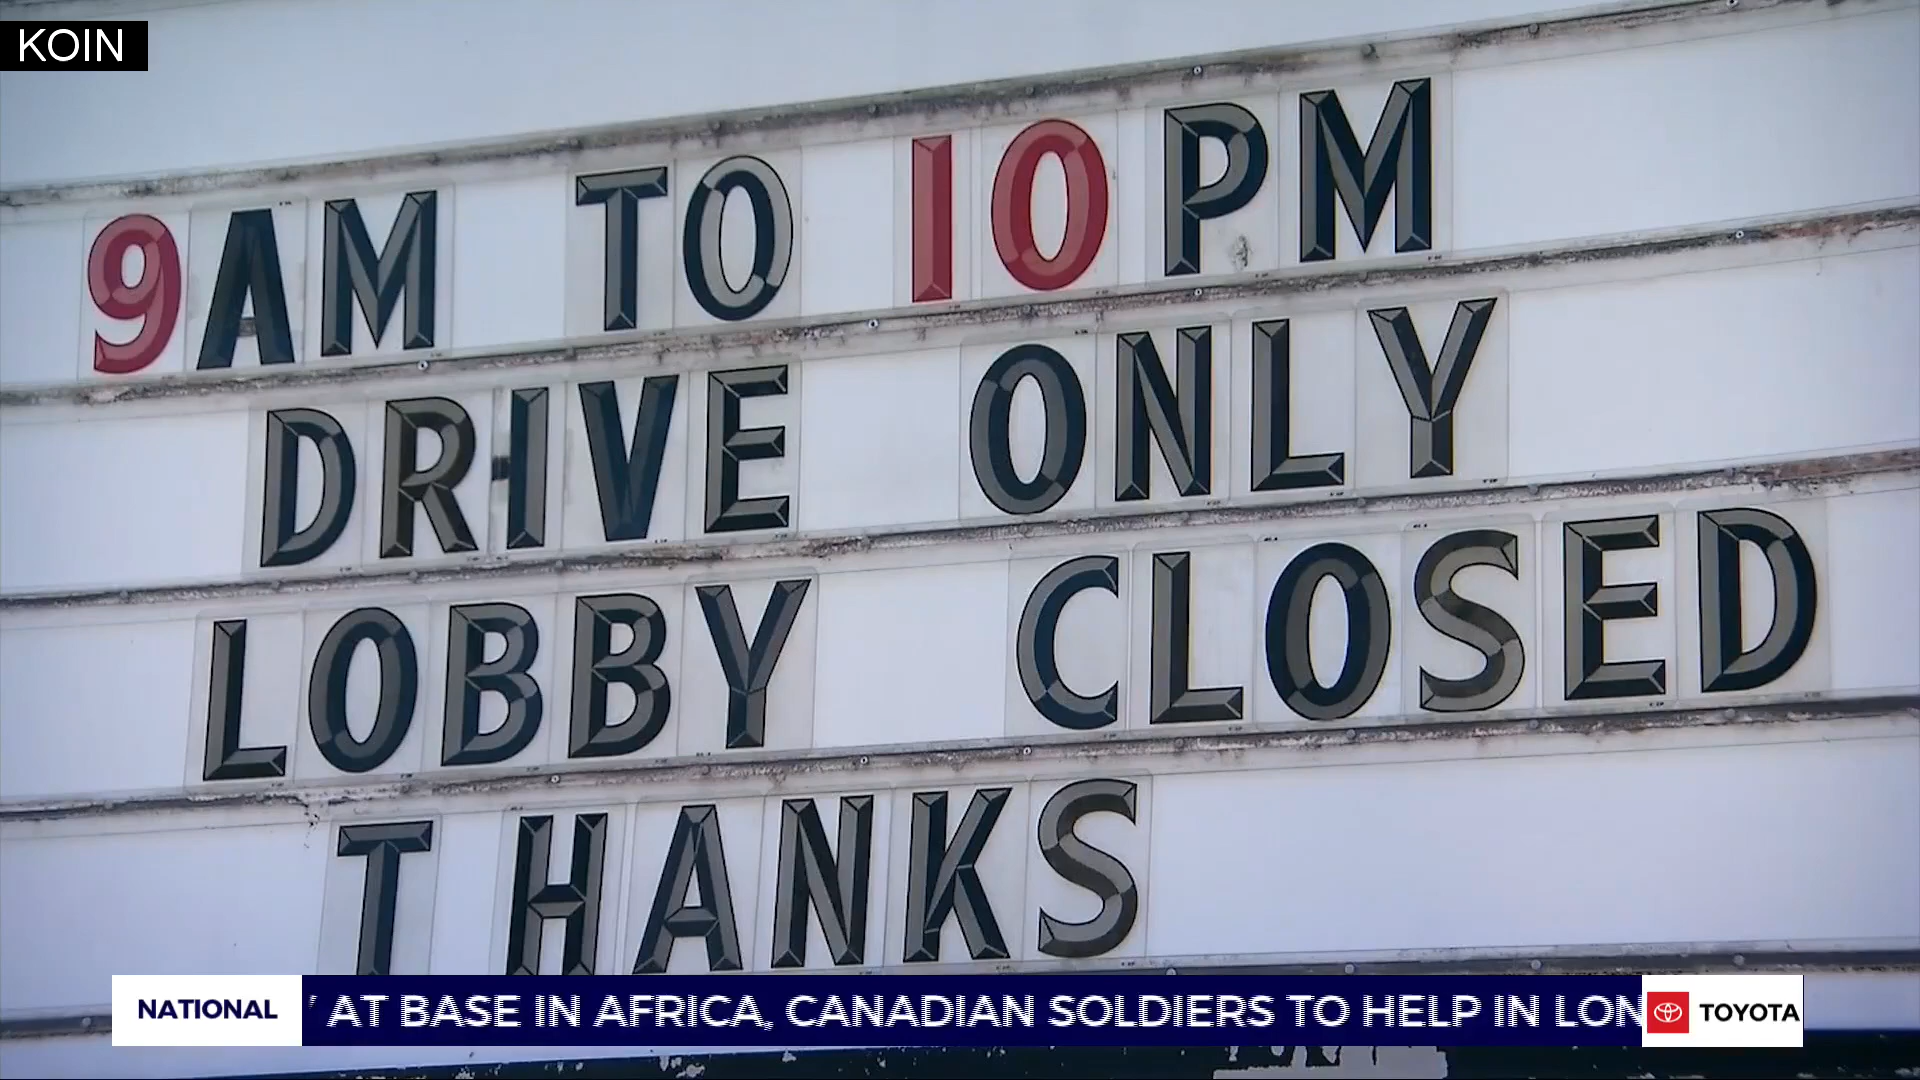 KOIN
9AM TO 10PM
DRIVE ONLY
LOBBY CLOSED
THANKS
NATIONAL
AT BASE IN AFRICA, CANADIAN SOLDIERS TO HELP IN
TOYOTA